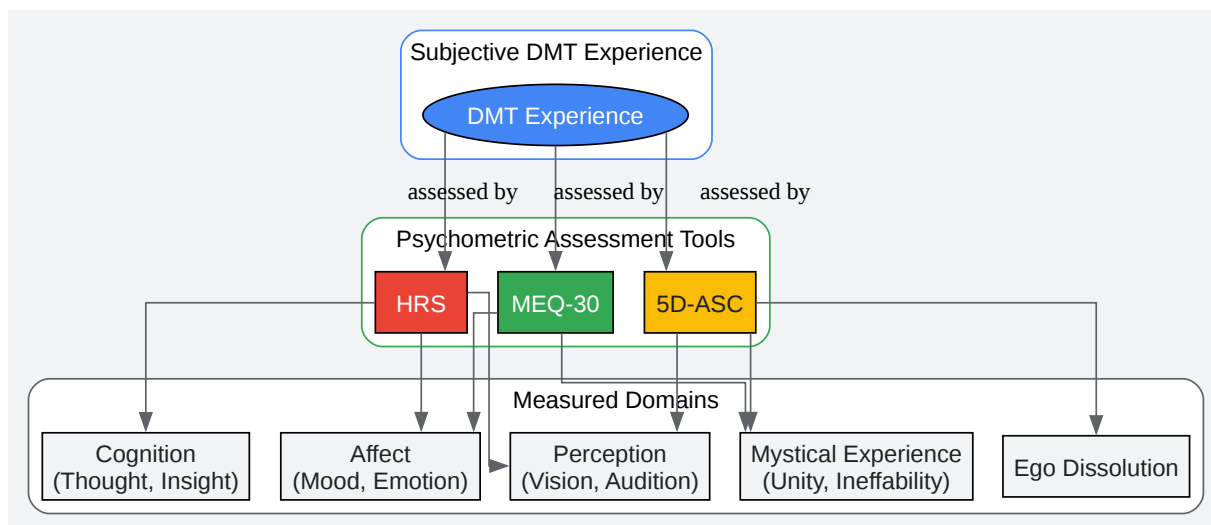 Subjective DMT Experience
DMT Experience
assessed by
assessed by
assessed by
Psychometric Assessment Tools
HRS
MEQ-30
5D-ASC
Measured Domains
Cognition
(Thought, Insight)
Affect
(Mood, Emotion)
Perception
(Vision, Audition)
Mystical Experience
(Unity, Ineffability)
Ego Dissolution